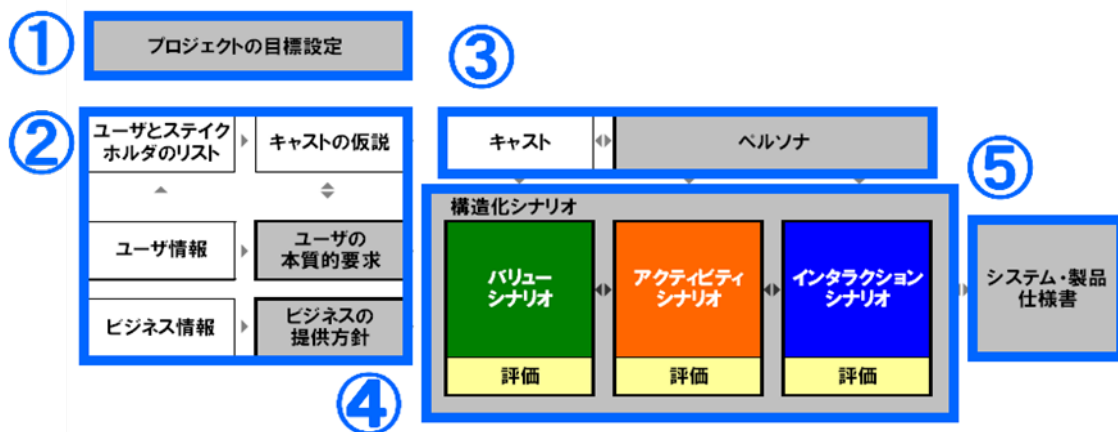 ①
プロジェクトの目標設定
②
ユーザとステイク
ホルダのリスト
キャストの仮説
ユーザ情報
ユーザの
本質的要求
ビジネス情報
ビジネスの
提供方針
③
キャスト
ペルソナ
④
構造化シナリオ
バリュー
シナリオ
評価
アクティビティ
シナリオ
評価
インタラクション
シナリオ
評価
⑤
システム・製品
仕様書